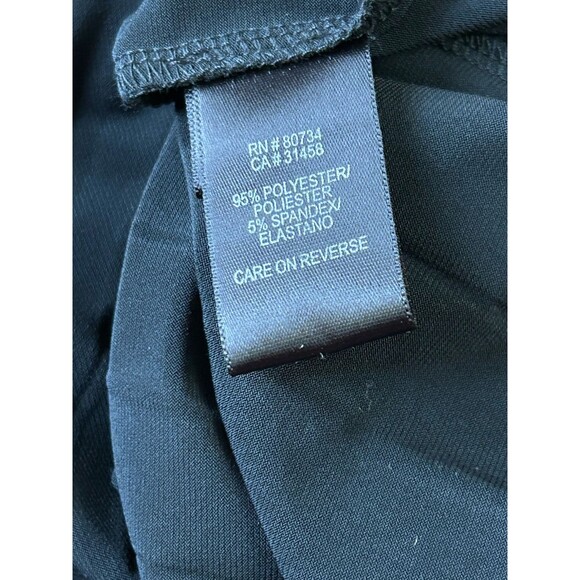 RN # 80734
CA # 31458
95% POLYESTER/
POLIESTER
5% SPANDEX/
ELASTANO
CARE ON REVERSE